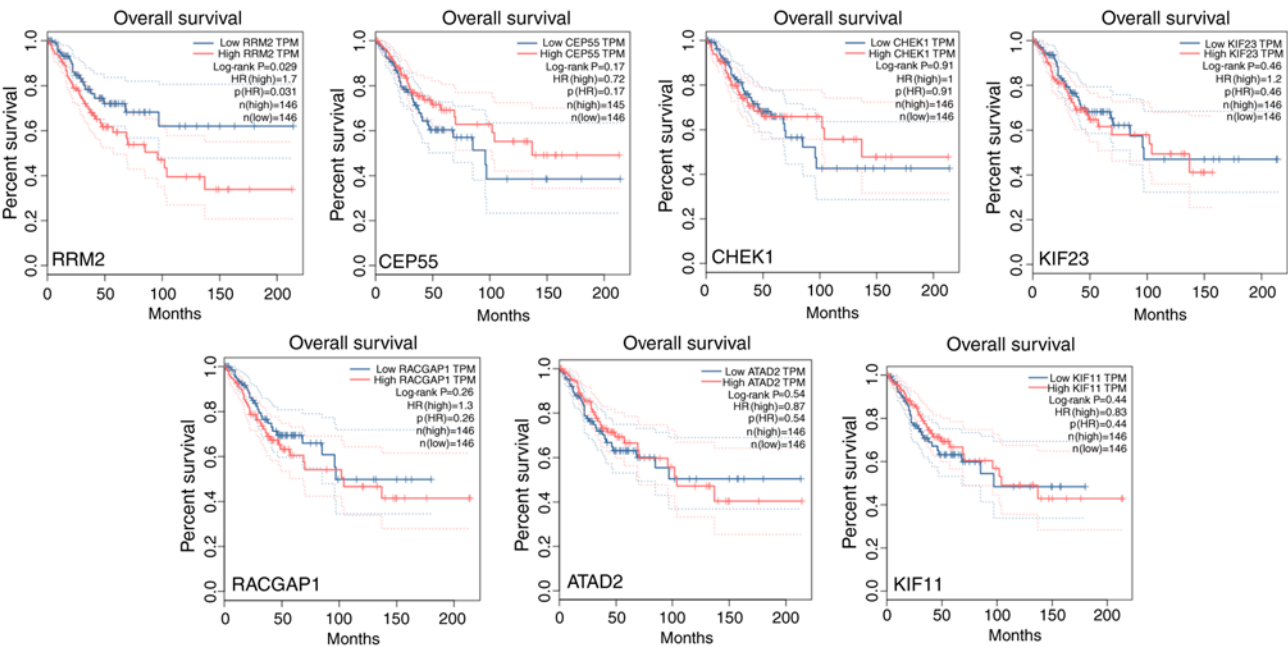 Overall survival
Percent survival
1.0
0.8
0.6
0.4
0.2
0.0
Low RRM2 TPM
High RRM2 TPM
Log-rank P=0.029
HR(high)=1.7
p(HR)=0.031
n(high)=146
n(low)=146
RRM2
0 50 100 150 200
Months
Overall survival
Percent survival
1.0
0.8
0.6
0.4
0.2
0.0
Low CEP55 TPM
High CEP55 TPM
Log-rank P=0.17
HR(high)=0.72
p(HR)=0.17
n(high)=145
n(low)=146
CEP55
0 50 100 150 200
Months
Overall survival
Percent survival
1.0
0.8
0.6
0.4
0.2
0.0
Low CHEK1 TPM
High CHEK1 TPM
Log-rank P=0.91
HR(high)=1
p(HR)=0.91
n(high)=146
n(low)=146
CHEK1
0 50 100 150 200
Months
Overall survival
Percent survival
1.0
0.8
0.6
0.4
0.2
0.0
Low KIF23 TPM
High KIF23 TPM
Log-rank P=0.46
HR(high)=1.2
p(HR)=0.46
n(high)=146
n(low)=146
KIF23
0 50 100 150 200
Months
Overall survival
Percent survival
1.0
0.8
0.6
0.4
0.2
0.0
Low RACGAP1 TPM
High RACGAP1 TPM
Log-rank P=0.26
HR(high)=1.3
p(HR)=0.26
n(high)=146
n(low)=146
RACGAP1
0 50 100 150 200
Months
Overall survival
Percent survival
1.0
0.8
0.6
0.4
0.2
0.0
Low ATAD2 TPM
High ATAD2 TPM
Log-rank P=0.54
HR(high)=0.87
p(HR)=0.54
n(high)=146
n(low)=146
ATAD2
0 50 100 150 200
Months
Overall survival
Percent survival
1.0
0.8
0.6
0.4
0.2
0.0
Low KIF11 TPM
High KIF11 TPM
Log-rank P=0.44
HR(high)=0.83
p(HR)=0.44
n(high)=146
n(low)=146
KIF11
0 50 100 150 200
Months